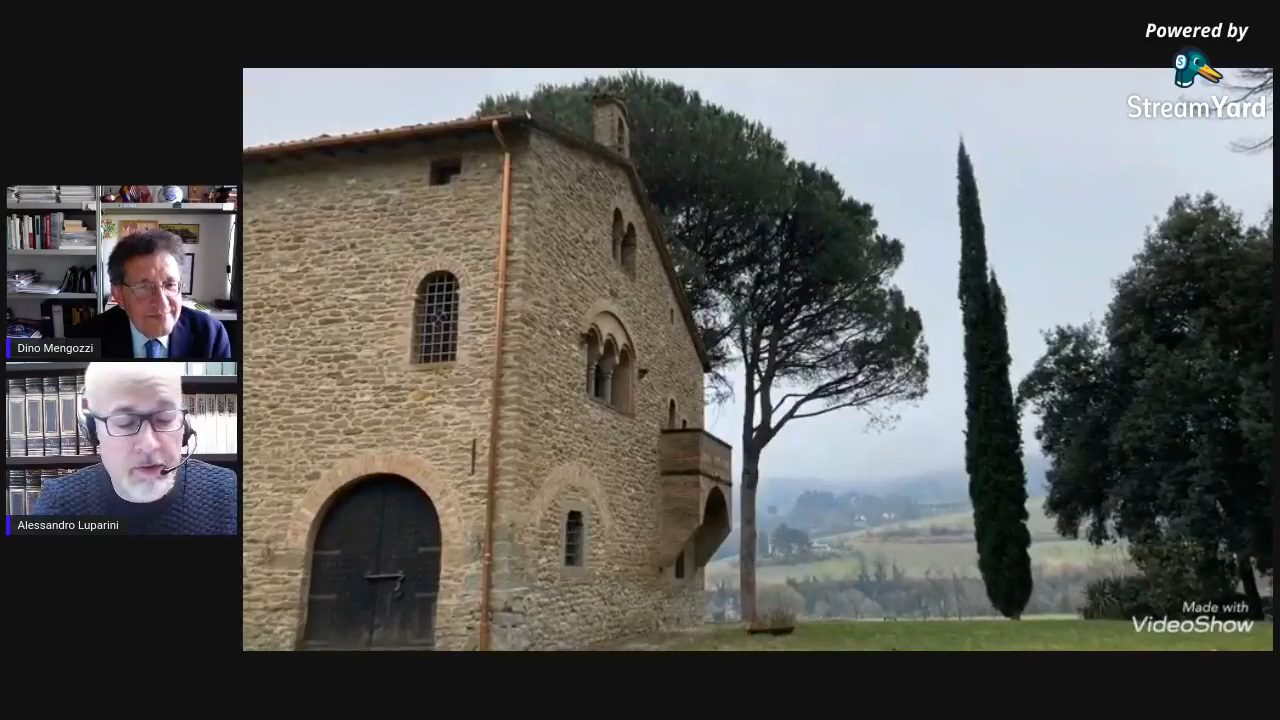 Powered by
StreamYard
Dino Mengozzi
Alessandro Luparini
Made with
VideoShow